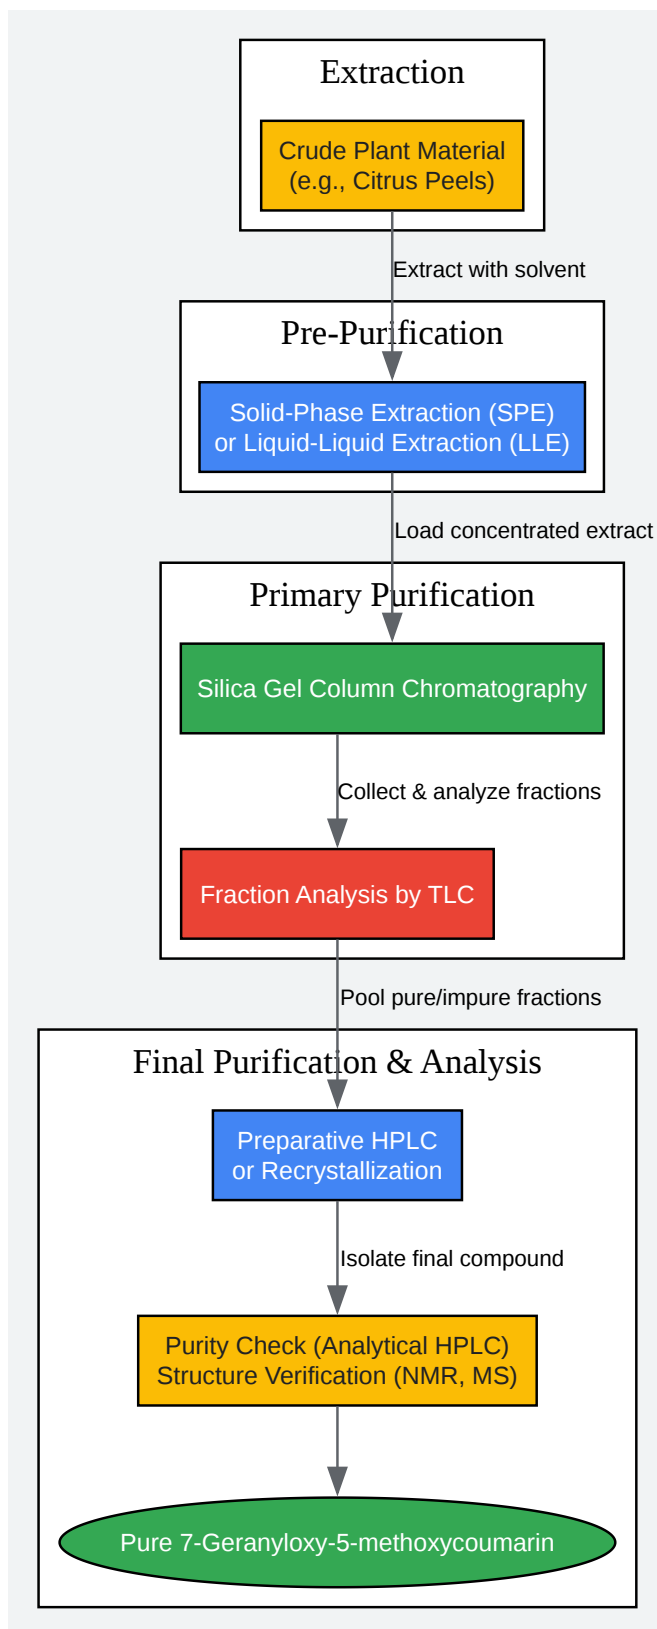 Extraction
Crude Plant Material
(e.g., Citrus Peels)
Extract with solvent
Pre-Purification
Solid-Phase Extraction (SPE)
or Liquid-Liquid Extraction (LLE)
Load concentrated extract
Primary Purification
Silica Gel Column Chromatography
Collect & analyze fractions
Fraction Analysis by TLC
Pool pure/impure fractions
Final Purification & Analysis
Preparative HPLC
or Recrystallization
Isolate final compound
Purity Check (Analytical HPLC)
Structure Verification (NMR, MS)
Pure 7-Geranyloxy-5-methoxycoumarin